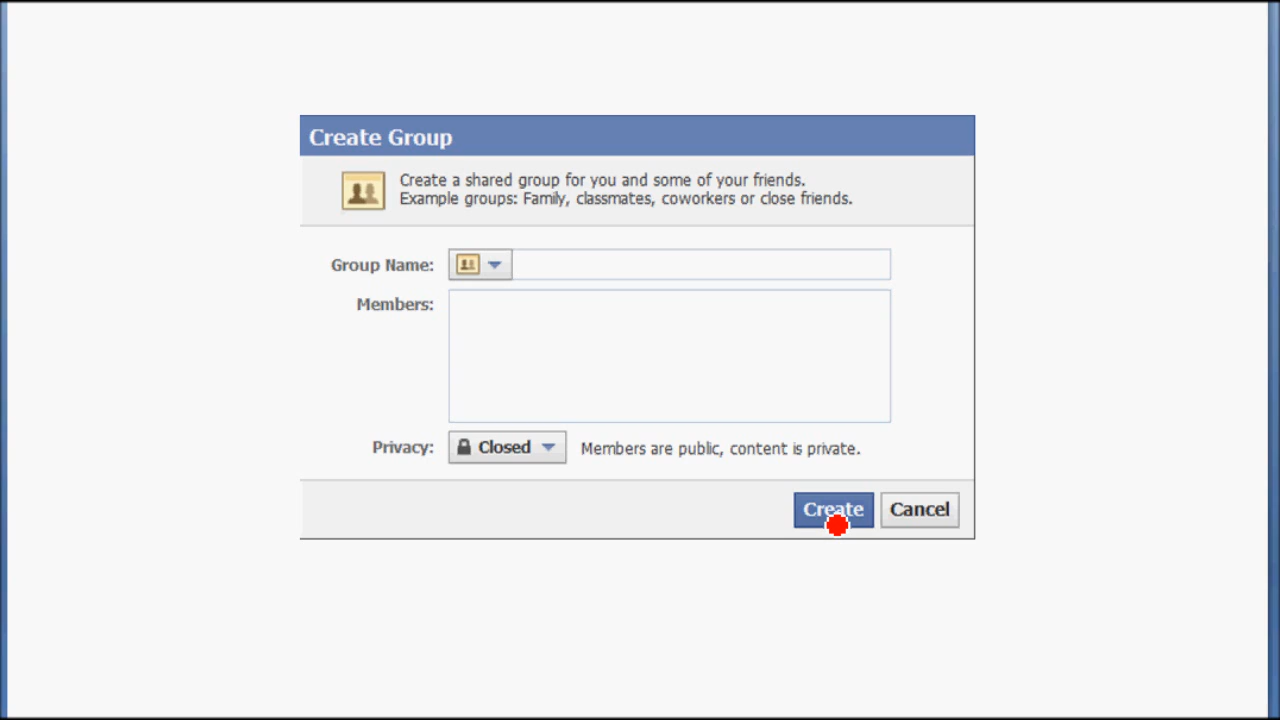 Create Group
Create a shared group for you and some of your friends.
Example groups: Family, classmates, coworkers or close friends.
Group Name:
Members:
Privacy: Closed Members are public, content is private.
Create Cancel